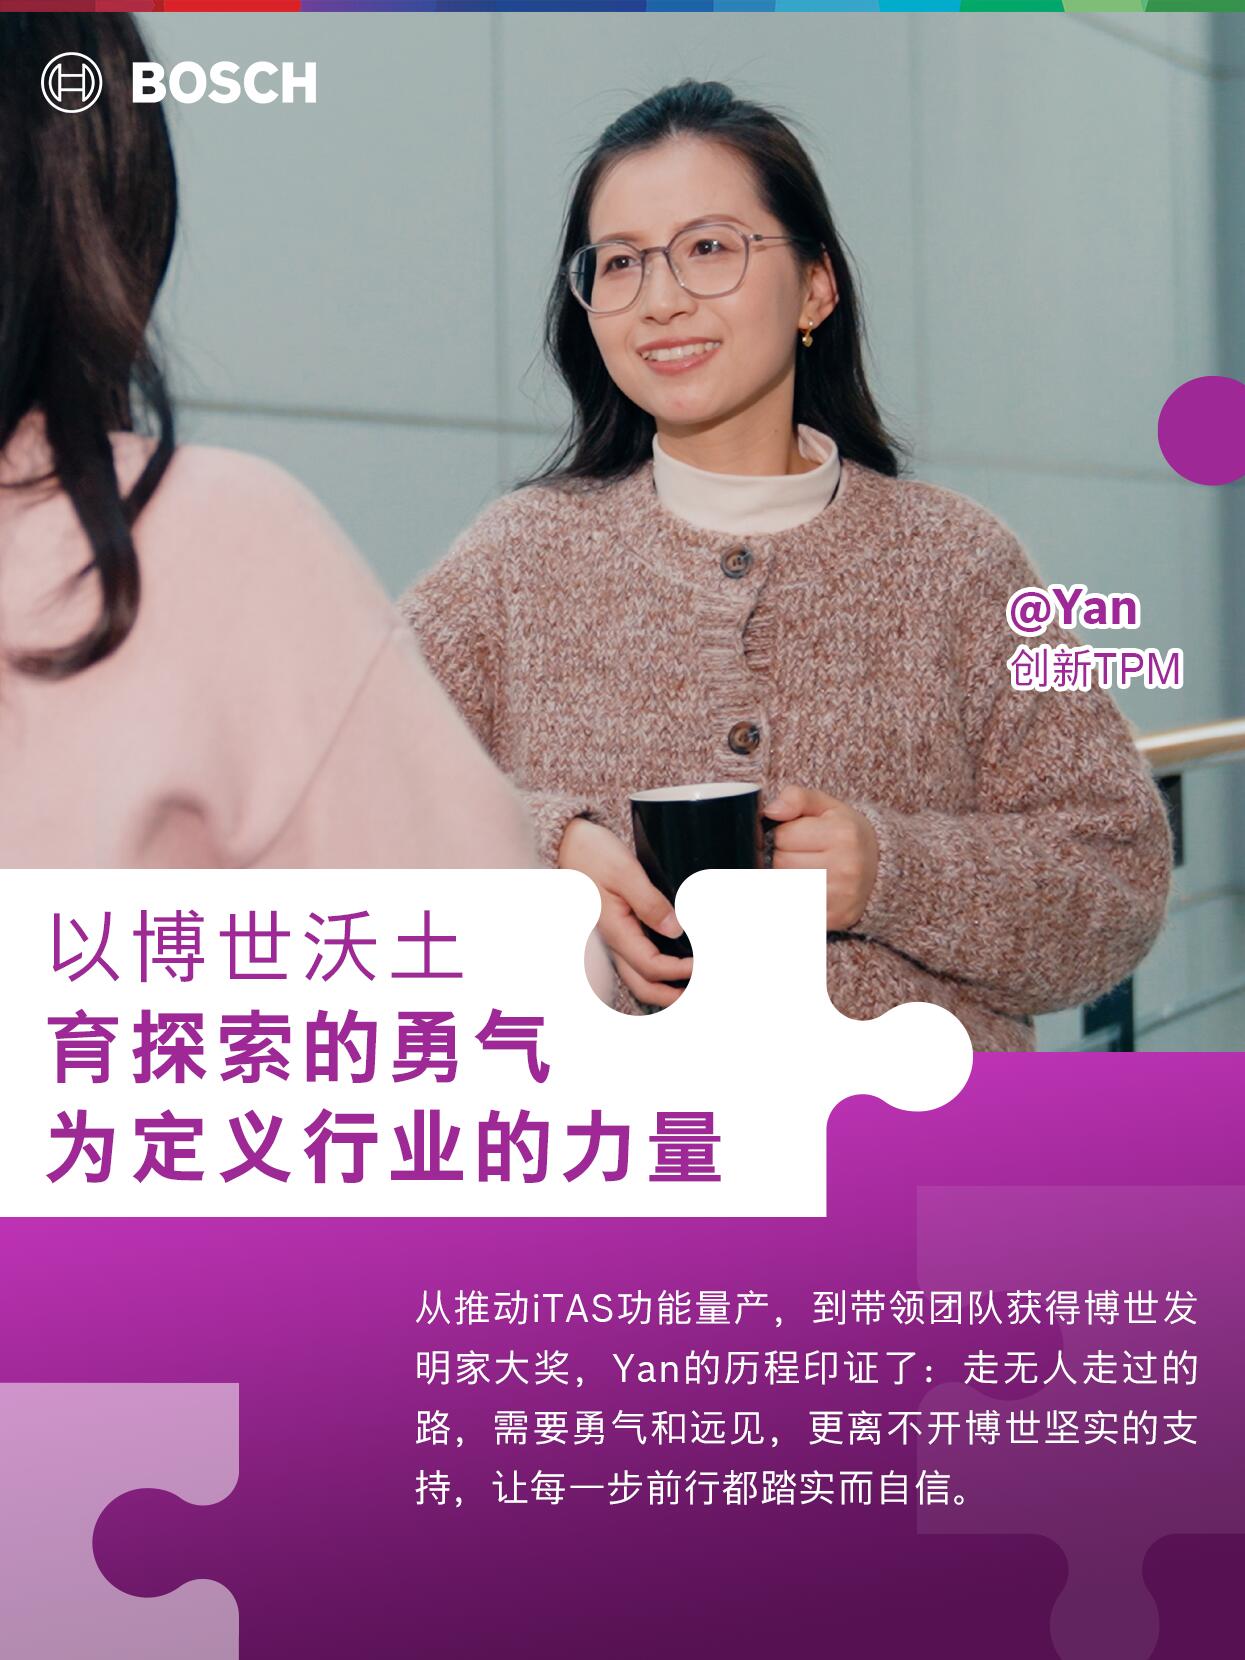 BOSCH
@Yan
创新TPM
以博世沃土
育探索的勇气
为定义行业的力量
从推动iTAS功能量产，到带领团队获得博世发
明家大奖，Yan的历程印证了：走无人走过的
路，需要勇气和远见，更离不开博世坚实的支
持，让每一步前行都踏实而自信。